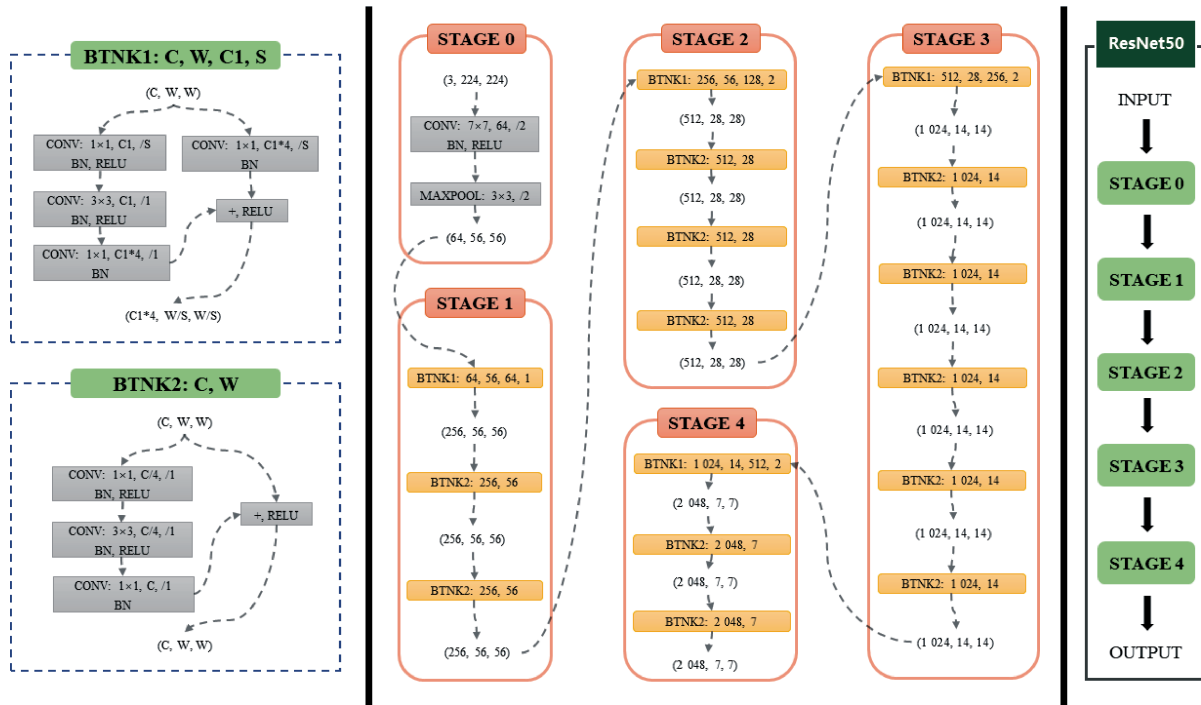 BTNK1: C, W, C1, S
(C, W, W)
CONV: 1×1, C1, /S
BN, RELU
CONV: 1×1, C1*4, /S
BN
CONV: 3×3, C1, /1
BN, RELU
+, RELU
CONV: 1×1, C1*4, /1
BN
(C1*4, W/S, W/S)
BTNK2: C, W
(C, W, W)
CONV: 1×1, C/4, /1
BN, RELU
CONV: 3×3, C/4, /1
BN, RELU
+, RELU
CONV: 1×1, C, /1
BN
(C, W, W)
STAGE 0
(3, 224, 224)
CONV: 7×7, 64, /2
BN, RELU
MAXPOOL: 3×3, /2
(64, 56, 56)
STAGE 1
BTNK1: 64, 56, 64, 1
(256, 56, 56)
BTNK2: 256, 56
(256, 56, 56)
BTNK2: 256, 56
(256, 56, 56)
STAGE 2
BTNK1: 256, 56, 128, 2
(512, 28, 28)
BTNK2: 512, 28
(512, 28, 28)
BTNK2: 512, 28
(512, 28, 28)
BTNK2: 512, 28
(512, 28, 28)
STAGE 4
BTNK1: 1 024, 14, 512, 2
(2 048, 7, 7)
BTNK2: 2 048, 7
(2 048, 7, 7)
BTNK2: 2 048, 7
(2 048, 7, 7)
STAGE 3
BTNK1: 512, 28, 256, 2
(1 024, 14, 14)
BTNK2: 1 024, 14
(1 024, 14, 14)
BTNK2: 1 024, 14
(1 024, 14, 14)
BTNK2: 1 024, 14
(1 024, 14, 14)
BTNK2: 1 024, 14
(1 024, 14, 14)
BTNK2: 1 024, 14
(1 024, 14, 14)
ResNet50
INPUT
STAGE 0
STAGE 1
STAGE 2
STAGE 3
STAGE 4
OUTPUT